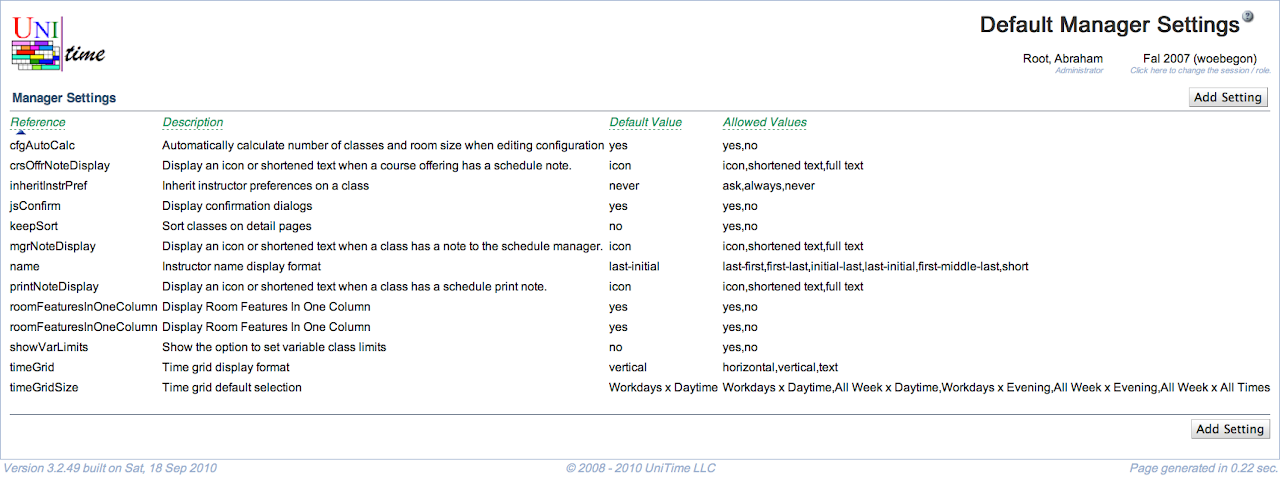 UNI
time
Default Manager Settings
Root, Abraham
Administrator
Fal 2007 (woebegon)
Click here to change the session / role.
Manager Settings
Add Setting
Reference Description Default Value Allowed Values
cfgAutoCalc Automatically calculate number of classes and room size when editing configuration yes yes,no
crsOffrNoteDisplay Display an icon or shortened text when a course offering has a schedule note. icon icon,shortened text,full text
inheritInstrPref Inherit instructor preferences on a class never ask,always,never
jsConfirm Display confirmation dialogs yes yes,no
keepSort Sort classes on detail pages no yes,no
mgrNoteDisplay Display an icon or shortened text when a class has a note to the schedule manager. icon icon,shortened text,full text
name Instructor name display format last-initial last-first,first-last,initial-last,last-initial,first-middle-last,short
printNoteDisplay Display an icon or shortened text when a class has a schedule print note. icon icon,shortened text,full text
roomFeaturesInOneColumn Display Room Features In One Column yes yes,no
roomFeaturesInOneColumn Display Room Features In One Column yes yes,no
showVarLimits Show the option to set variable class limits no yes,no
timeGrid Time grid display format vertical horizontal,vertical,text
timeGridSize Time grid default selection Workdays x Daytime Workdays x Daytime,All Week x Daytime,Workdays x Evening,All Week x Evening,All Week x All Times
Add Setting
Version 3.2.49 built on Sat, 18 Sep 2010 © 2008 - 2010 UniTime LLC Page generated in 0.22 sec.